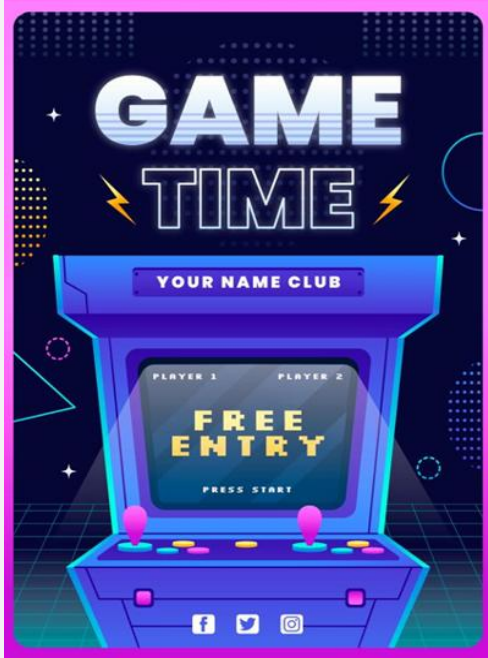 GAME
TIME
YOUR NAME CLUB
PLAYER 1 PLAYER 2
FREE
ENTRY
PRESS START